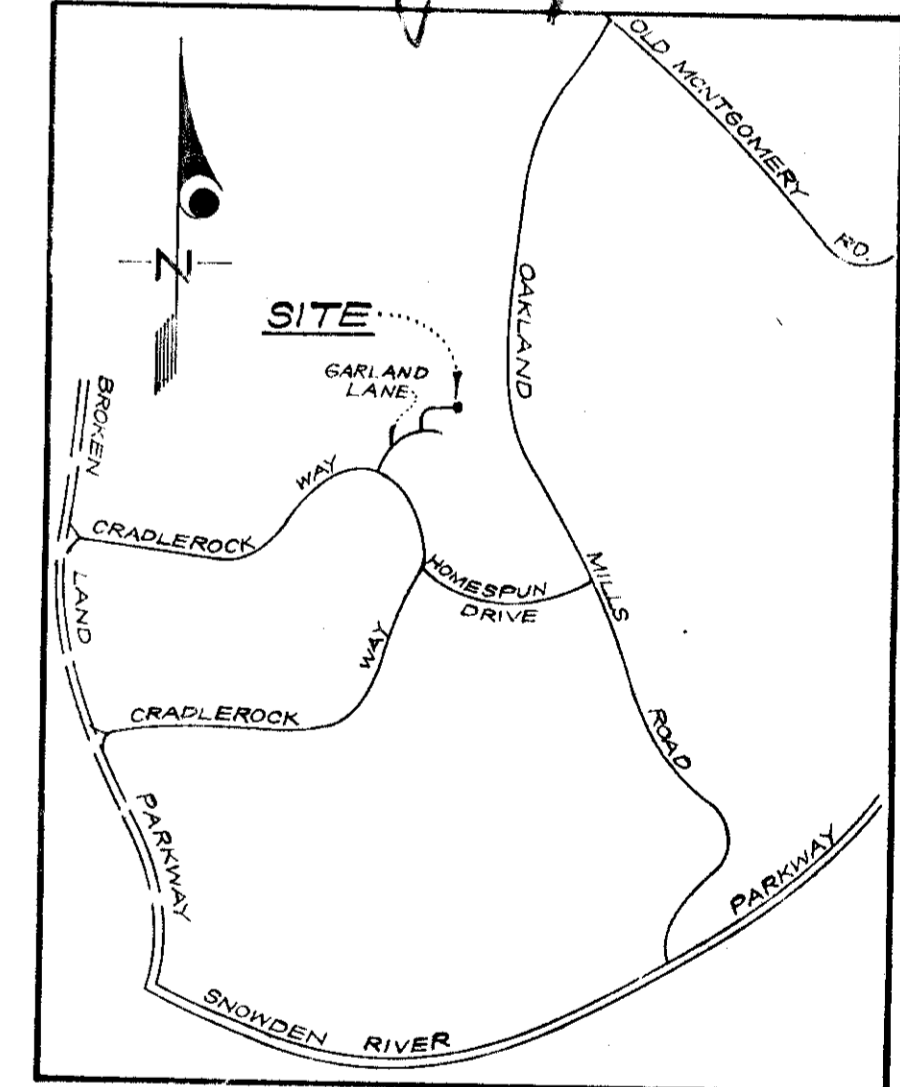 OLD MONTGOMERY
RD.
N
OAKLAND
SITE
GARLAND
LANE
BROKEN
WAY
CRADLEROCK
HOMESPUN
DRIVE
MILLS
LAND
WAY
CRADLEROCK
ROAD
PARKWAY
PARKWAY
SNOWDEN RIVER